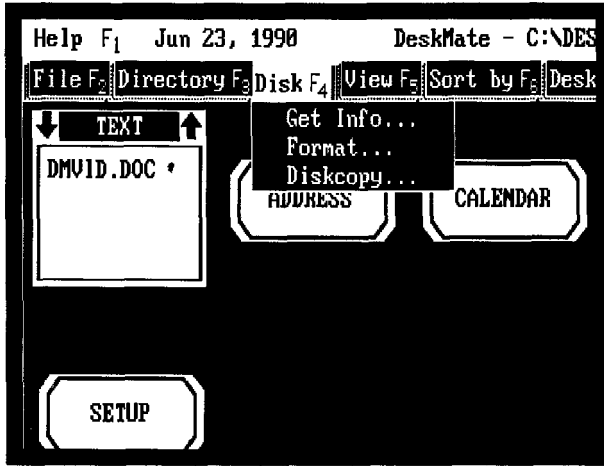 Help F1 Jun 23, 1990 DeskMate - C:\DES
File F2 Directory F3 Disk F4 View F5 Sort by F6 Desk
TEXT
Get Info...
Format...
Diskcopy...
DMVID.DOC
ADDRESS
CALENDAR
SETUP